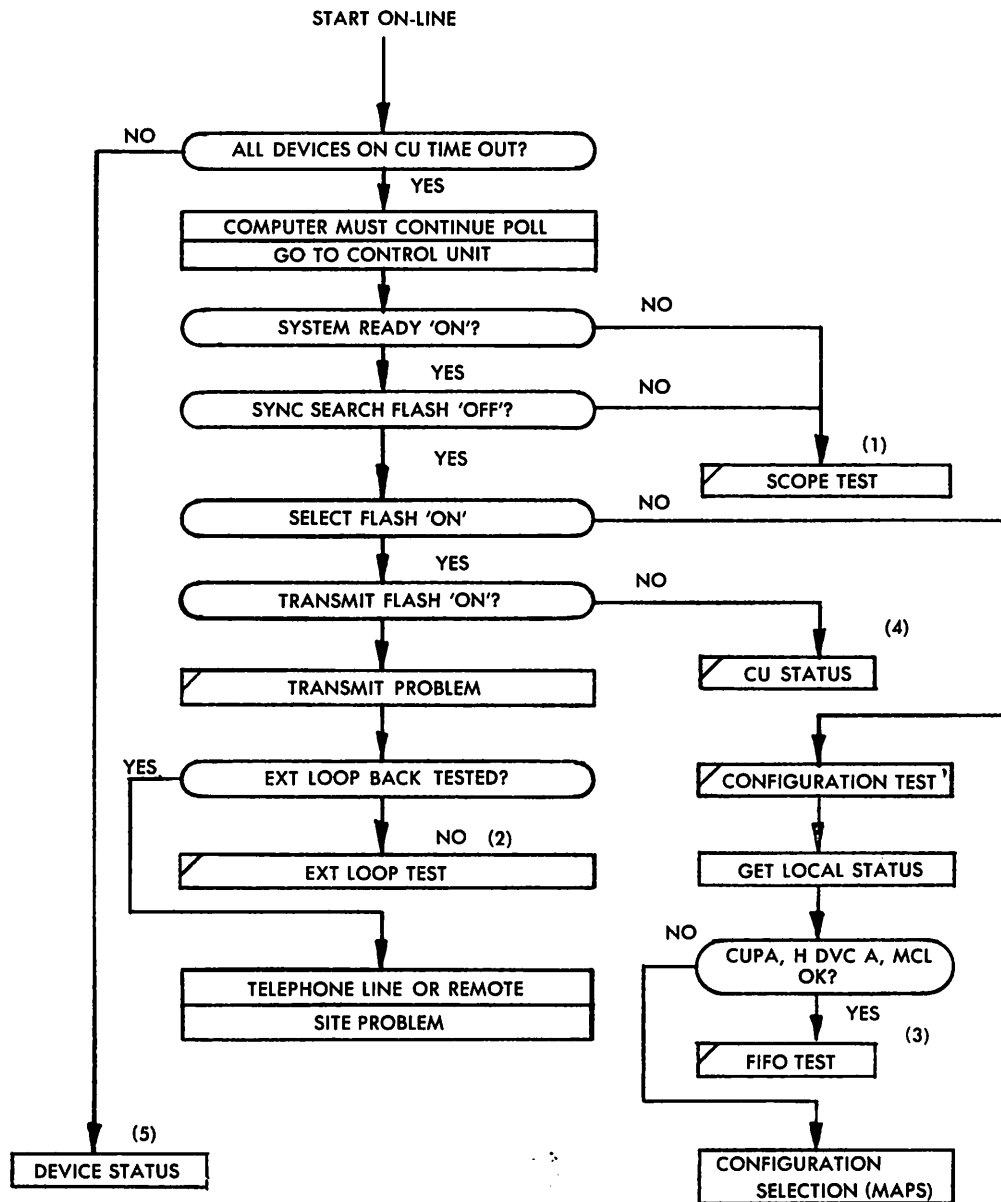 START ON-LINE
NO
ALL DEVICES ON CU TIME OUT?
YES
COMPUTER MUST CONTINUE POLL
GO TO CONTROL UNIT
NO
SYSTEM READY 'ON'?
YES
NO
SYNC SEARCH FLASH 'OFF'?
YES
(1)
SCOPE TEST
NO
SELECT FLASH 'ON'
YES
NO
TRANSMIT FLASH 'ON'?
(4)
CU STATUS
TRANSMIT PROBLEM
YES
EXT LOOP BACK TESTED?
CONFIGURATION TEST'
NO (2)
EXT LOOP TEST
GET LOCAL STATUS
NO
CUPA, H DVC A, MCL
OK?
TELEPHONE LINE OR REMOTE
SITE PROBLEM
YES
(3)
FIFO TEST
(5)
DEVICE STATUS
CONFIGURATION
SELECTION (MAPS)